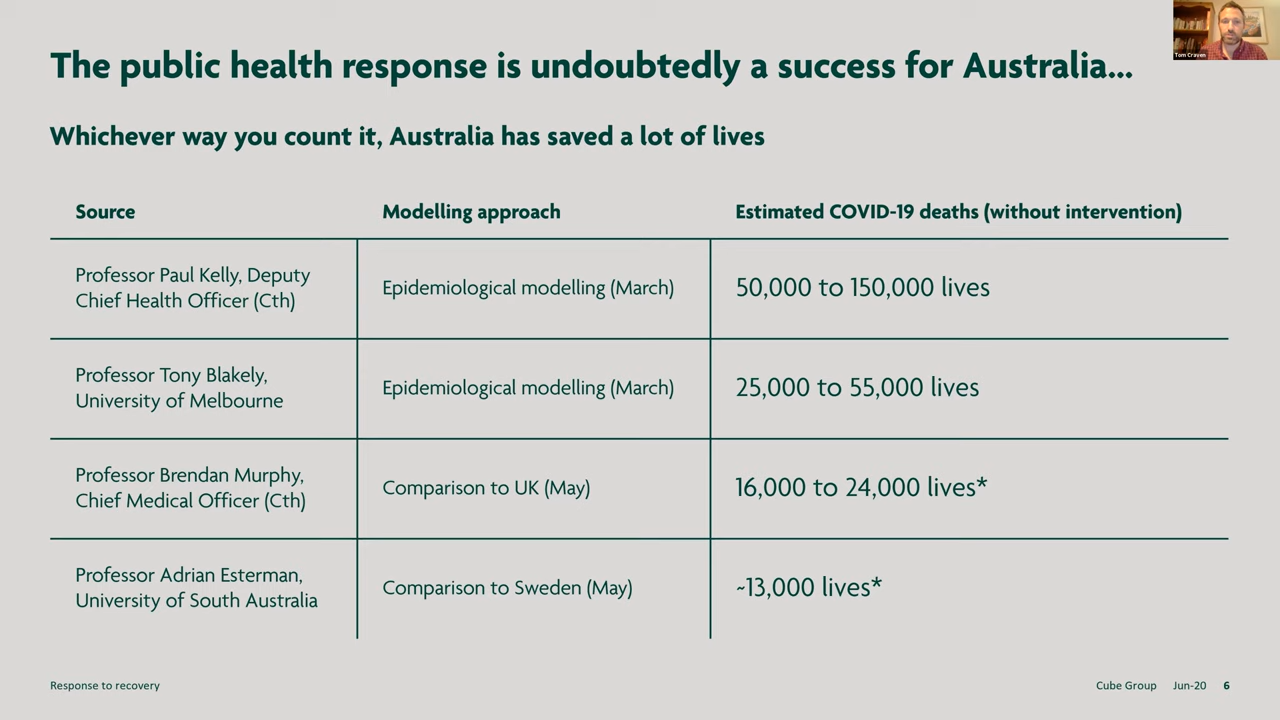 The public health response is undoubtedly a success for Australia...
Tom Craven
Whichever way you count it, Australia has saved a lot of lives
Source
Modelling approach
Estimated COVID-19 deaths (without intervention)
Professor Paul Kelly, Deputy
Chief Health Officer (Cth)
Epidemiological modelling (March)
50,000 to 150,000 lives
Professor Tony Blakely,
University of Melbourne
Epidemiological modelling (March)
25,000 to 55,000 lives
Professor Brendan Murphy,
Chief Medical Officer (Cth)
Comparison to UK (May)
16,000 to 24,000 lives*
Professor Adrian Esterman,
University of South Australia
Comparison to Sweden (May)
~13,000 lives*
Response to recovery
Cube Group Jun-20 6